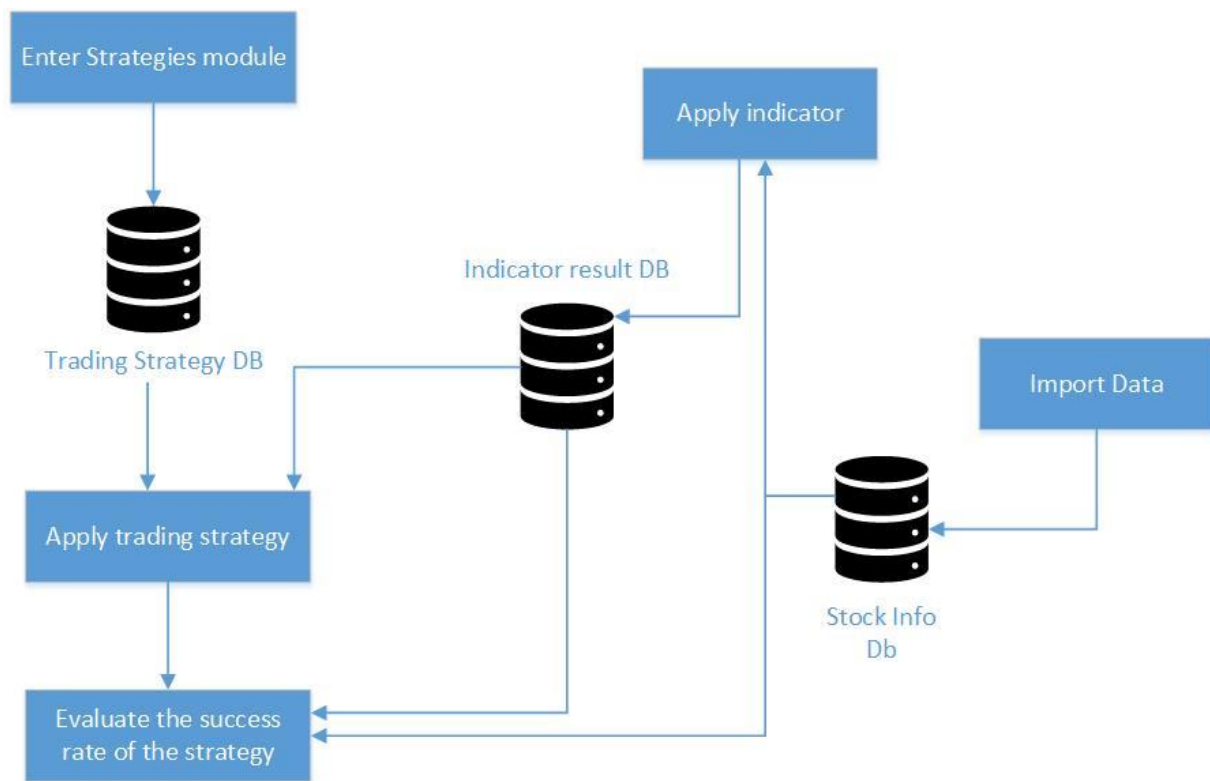 Enter Strategies module
Apply indicator
Indicator result DB
Trading Strategy DB
Import Data
Apply trading strategy
Stock Info
Db
Evaluate the success
rate of the strategy